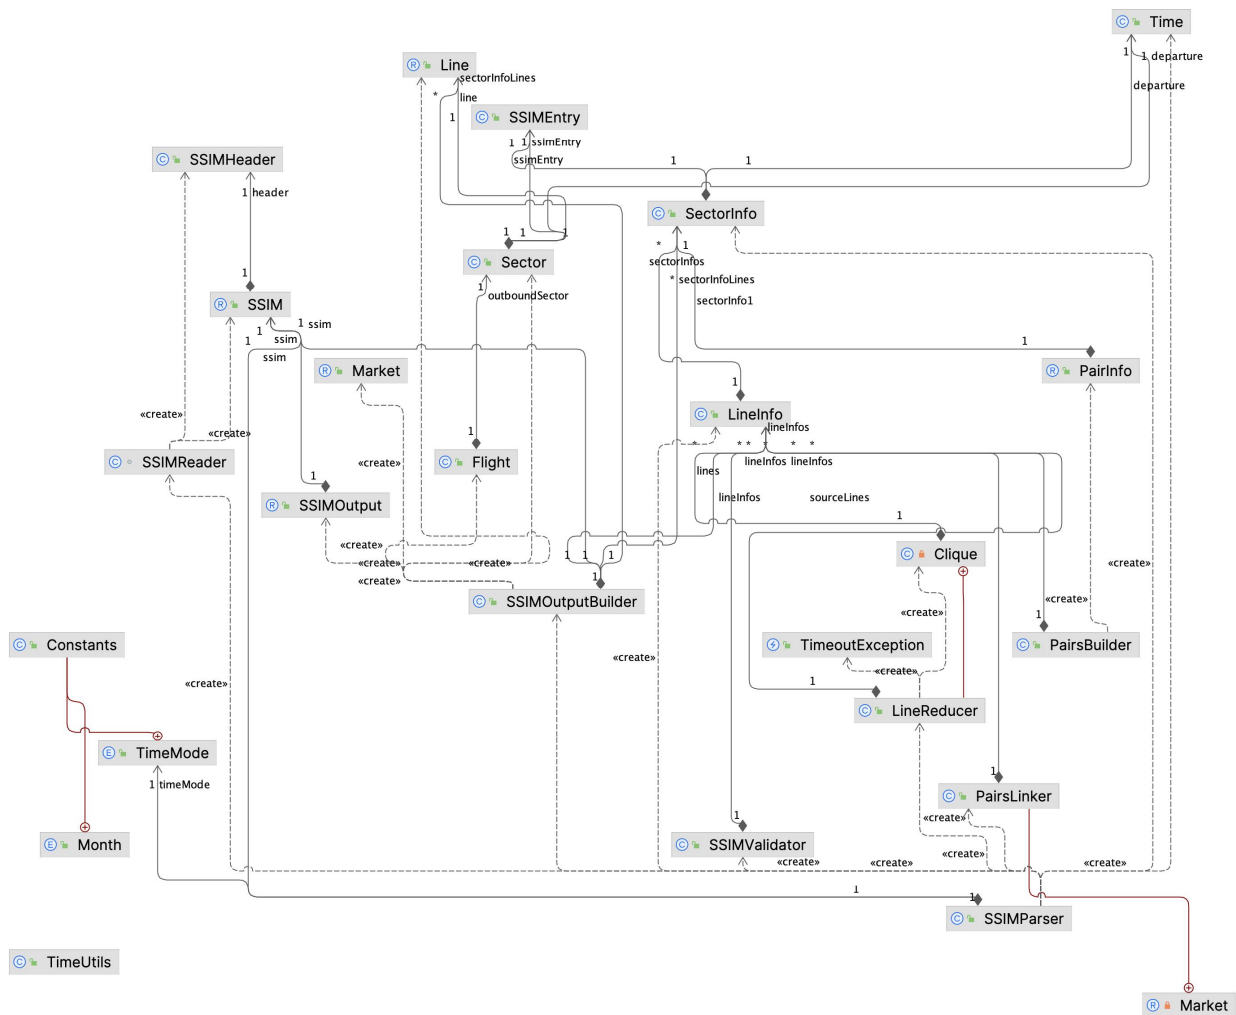 Time
1
1 departure
Line
sectorInfoLines
departure
*
line
1
SSIMEntry
1
1 ssimEntry
SSIMHeader
ssimEntry
1
1
1 header
SectorInfo
1
1
1
*
1
Sector
sectorInfos
1
* sectorInfoLines
1
outboundSector
sectorInfo1
SSIM
1 ssim
1
1
ssim
1
ssim
Market
PairInfo
1
LineInfo
«create»
lineInfos
«create»
1
*
* *
*
*
*
SSIMReader
«create»
Flight
lines
lineInfos
lineInfos
1
lineInfos
sourceLines
SSIMOutput
1
«create»
Clique
1
1
1
«create»
«create»
«create»
1
«create»
«create»
SSIMOutputBuilder
«create»
1
Constants
TimeoutException
PairsBuilder
«create»
«create»
«create»
1
LineReducer
TimeMode
1
1 timeMode
PairsLinker
1
«create»
Month
SSIMValidator
«create»
«create»
«create»
«create»
1
1
SSIMParser
TimeUtils
Market